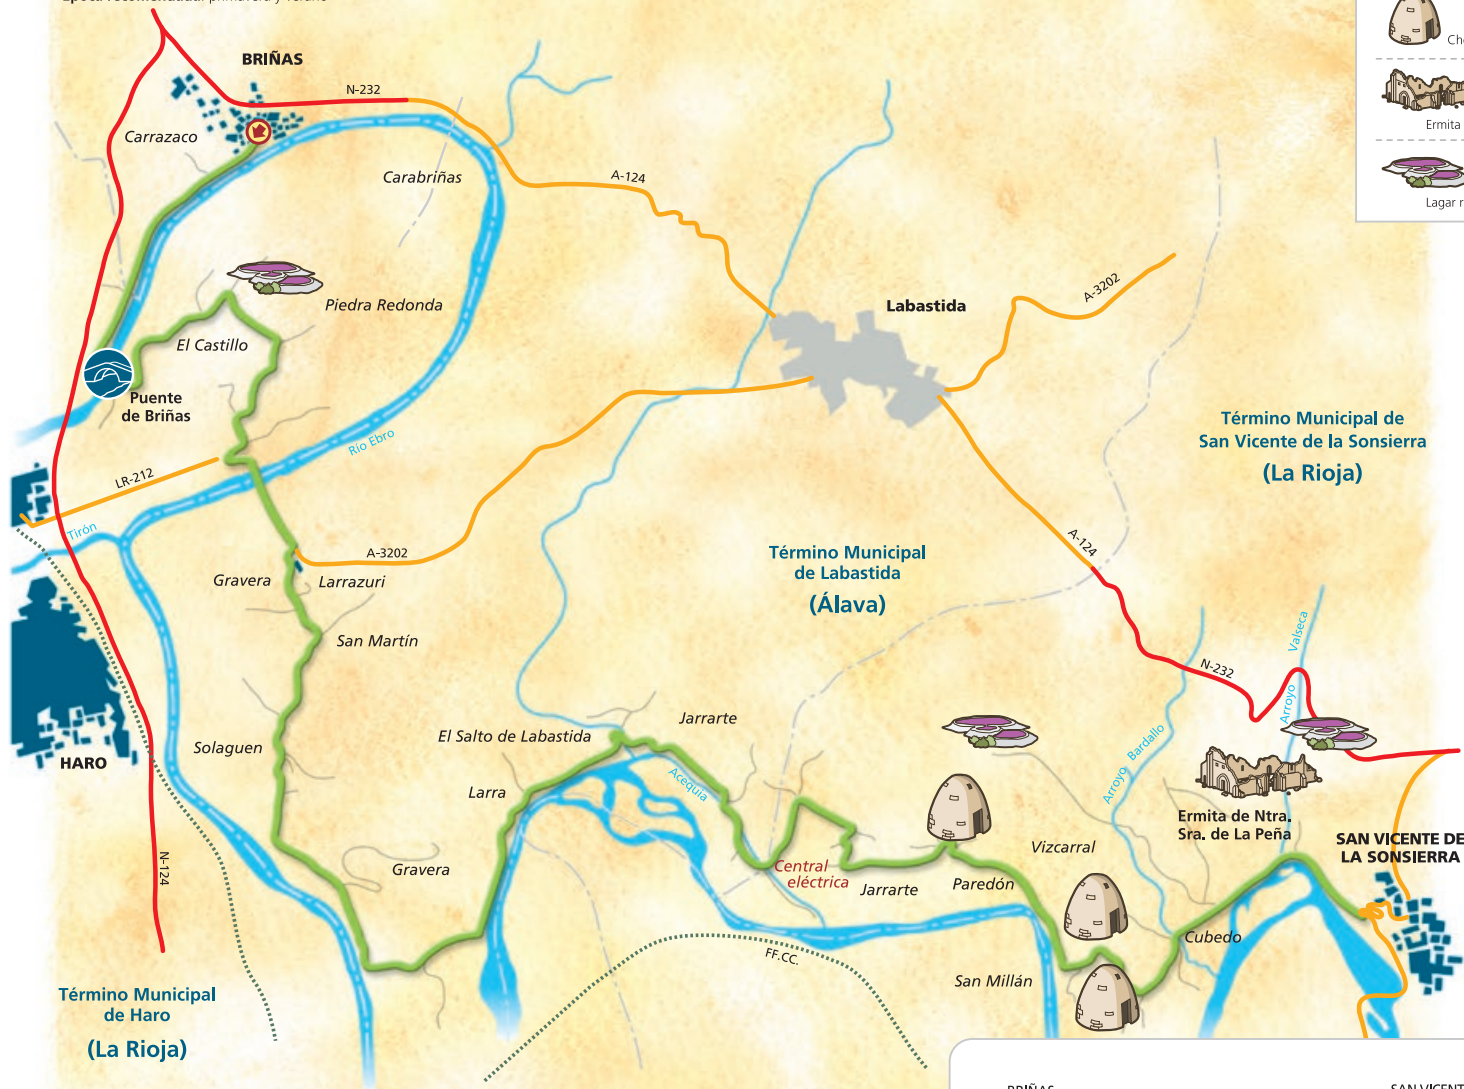 BRIÑAS
N-232
Carrazaco
Carabriñas
A-124
Ermita
Lagar
Piedra Redonda
El Castillo
Labastida
A-3202
Puente
de Briñas
Río Ebro
LR-212
Tirón
Término Municipal de
San Vicente de la Sonsierra
(La Rioja)
A-3202
Gravera
Larrazuri
San Martín
Término Municipal
de Labastida
(Álava)
A-124
N-232
Arroyo Valseca
Arroyo Bardallo
Solaguen
HARO
El Salto de Labastida
Jarrarte
Acequia
Larra
N-124
Gravera
Central
eléctrica
Jarrarte
Paredón
Vizcarral
Ermita de Ntra.
Sra. de La Peña
SAN VICENTE DE
LA SONSIERRA
Cubedo
San Millán
FF.CC.
Término Municipal
de Haro
(La Rioja)